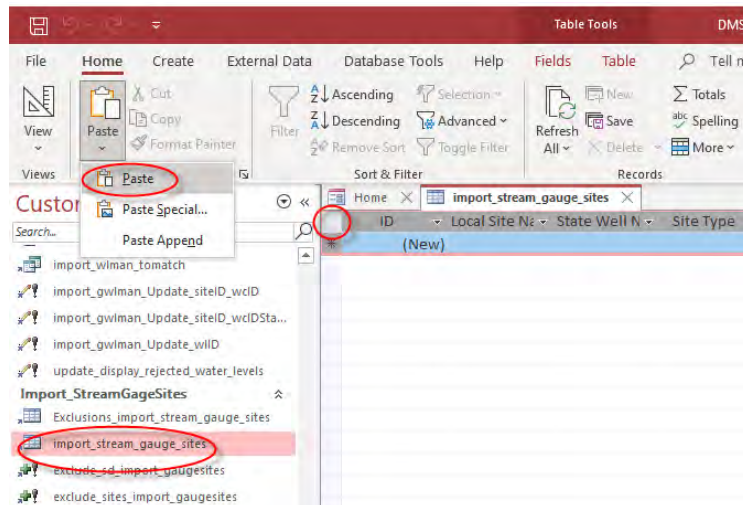 Table Tools DMS
File Home Create External Data Database Tools Help Fields Table Tell m
View Paste Cut Copy Format Painter Filter Ascending Descending Remove Sort Selection Advanced Toggle Filter Refresh All New Save Delete Totals Spelling More
Views Sort & Filter Records
Paste
Paste Special...
Paste Append
Custo
Search...
Home import_stream_gauge_sites
ID Local Site Na State Well N Site Type
* (New)
import_wlman_tomatch
import_gwlman_Update_siteID_wcID
import_gwlman_Update_siteID_wcIDSta...
import_gwlman_Update_wlID
update_display_rejected_water_levels
Import_StreamGageSites
Exclusions_import_stream_gauge_sites
import_stream_gauge_sites
exclude_sd_import_gaugesites
exclude_sites_import_gaugesites